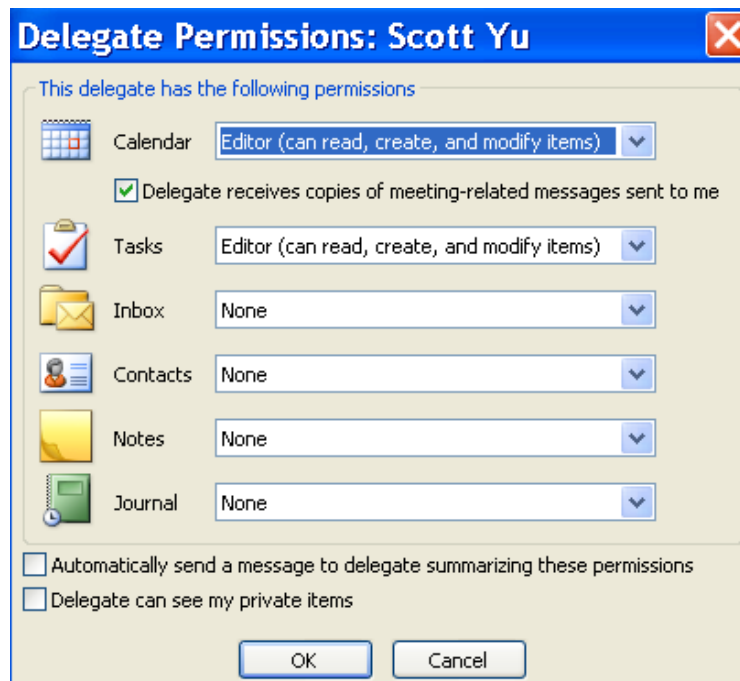 Delegate Permissions: Scott Yu
This delegate has the following permissions
Calendar Editor (can read, create, and modify items)
Delegate receives copies of meeting-related messages sent to me
Tasks Editor (can read, create, and modify items)
Inbox None
Contacts None
Notes None
Journal None
Automatically send a message to delegate summarizing these permissions
Delegate can see my private items
OK Cancel